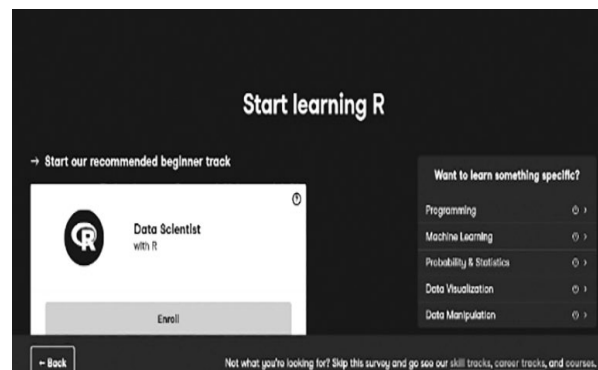 Start learning R
→ Start our recommended beginner track
Data Scientist
with R
Enroll
Want to learn something specific?
Programming
Machine Learning
Probability & Statistics
Data Visualization
Data Manipulation
← Back
Not what you're looking for? Skip this survey and go see our skill tracks, career tracks, and courses.